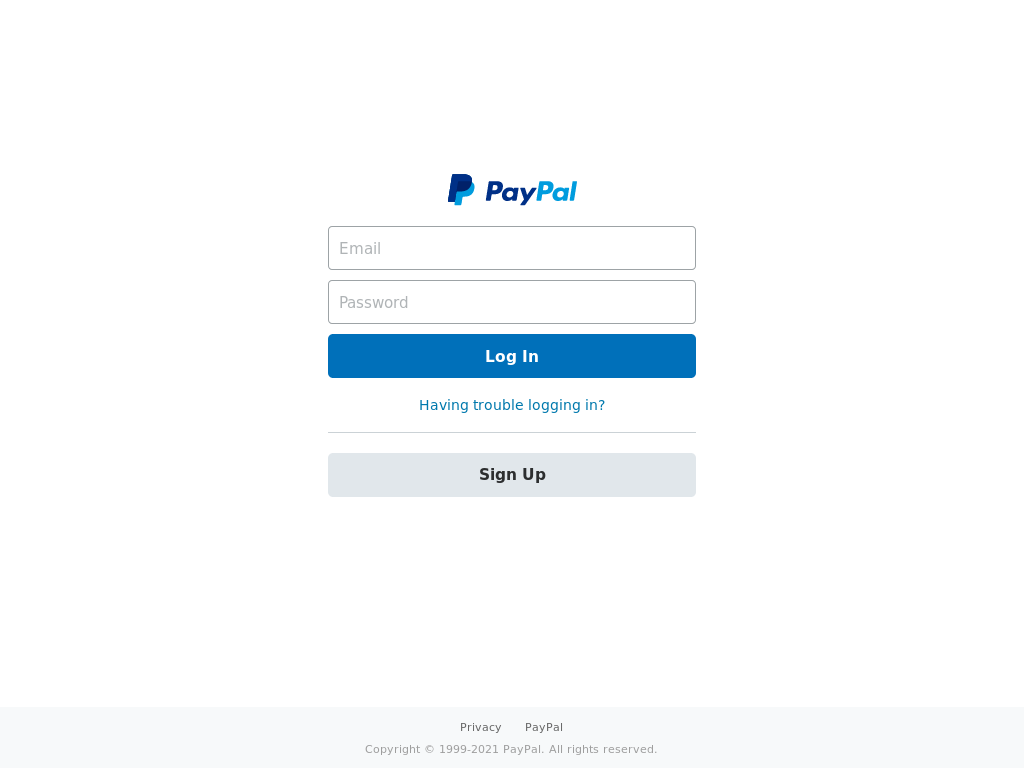 PayPal
Email
Password
Log In
Having trouble logging in?
Sign Up
Privacy PayPal
Copyright © 1999-2021 PayPal. All rights reserved.